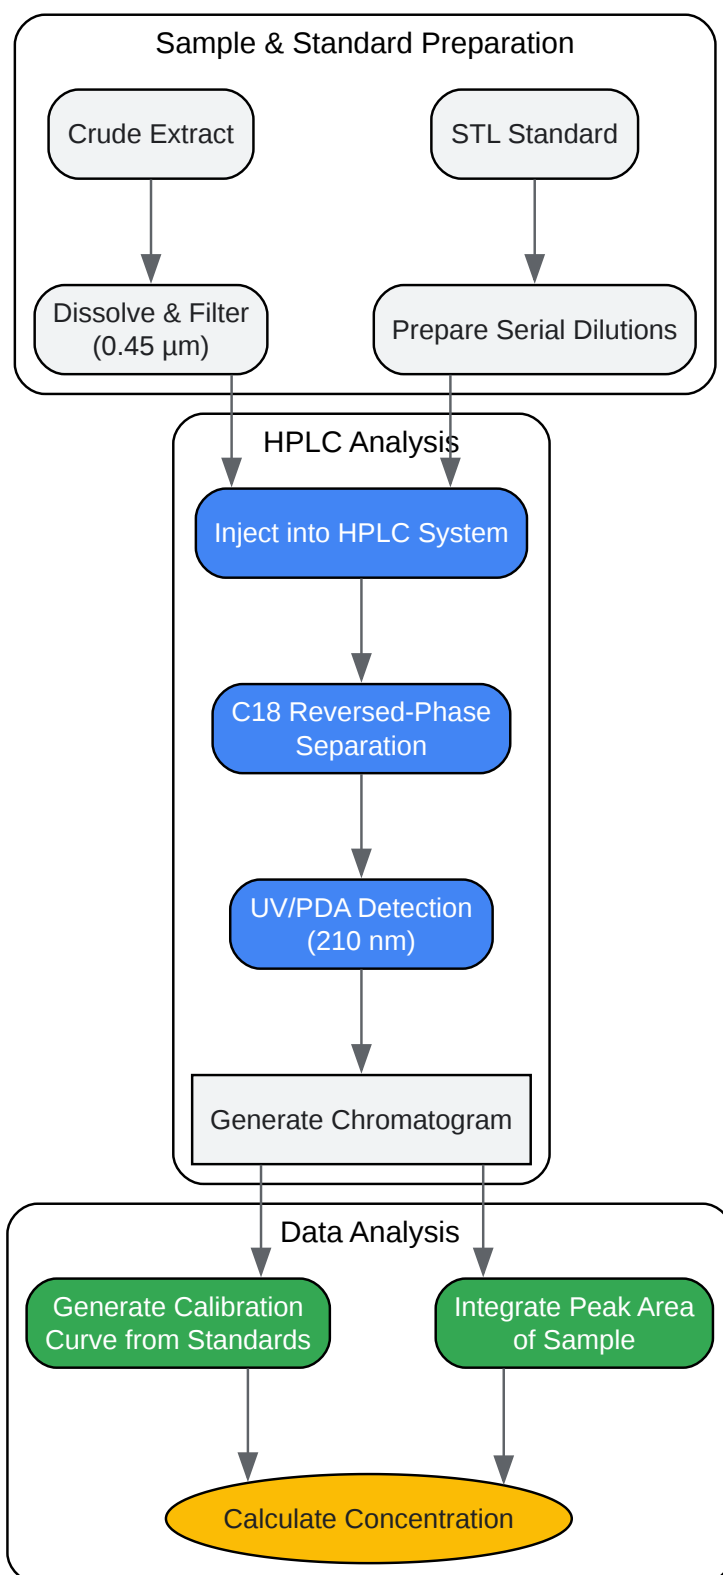 Sample & Standard Preparation
Crude Extract
STL Standard
Dissolve & Filter
(0.45 µm)
Prepare Serial Dilutions
HPLC Analysis
Inject into HPLC System
C18 Reversed-Phase
Separation
UV/PDA Detection
(210 nm)
Generate Chromatogram
Data Analysis
Generate Calibration
Curve from Standards
Integrate Peak Area
of Sample
Calculate Concentration